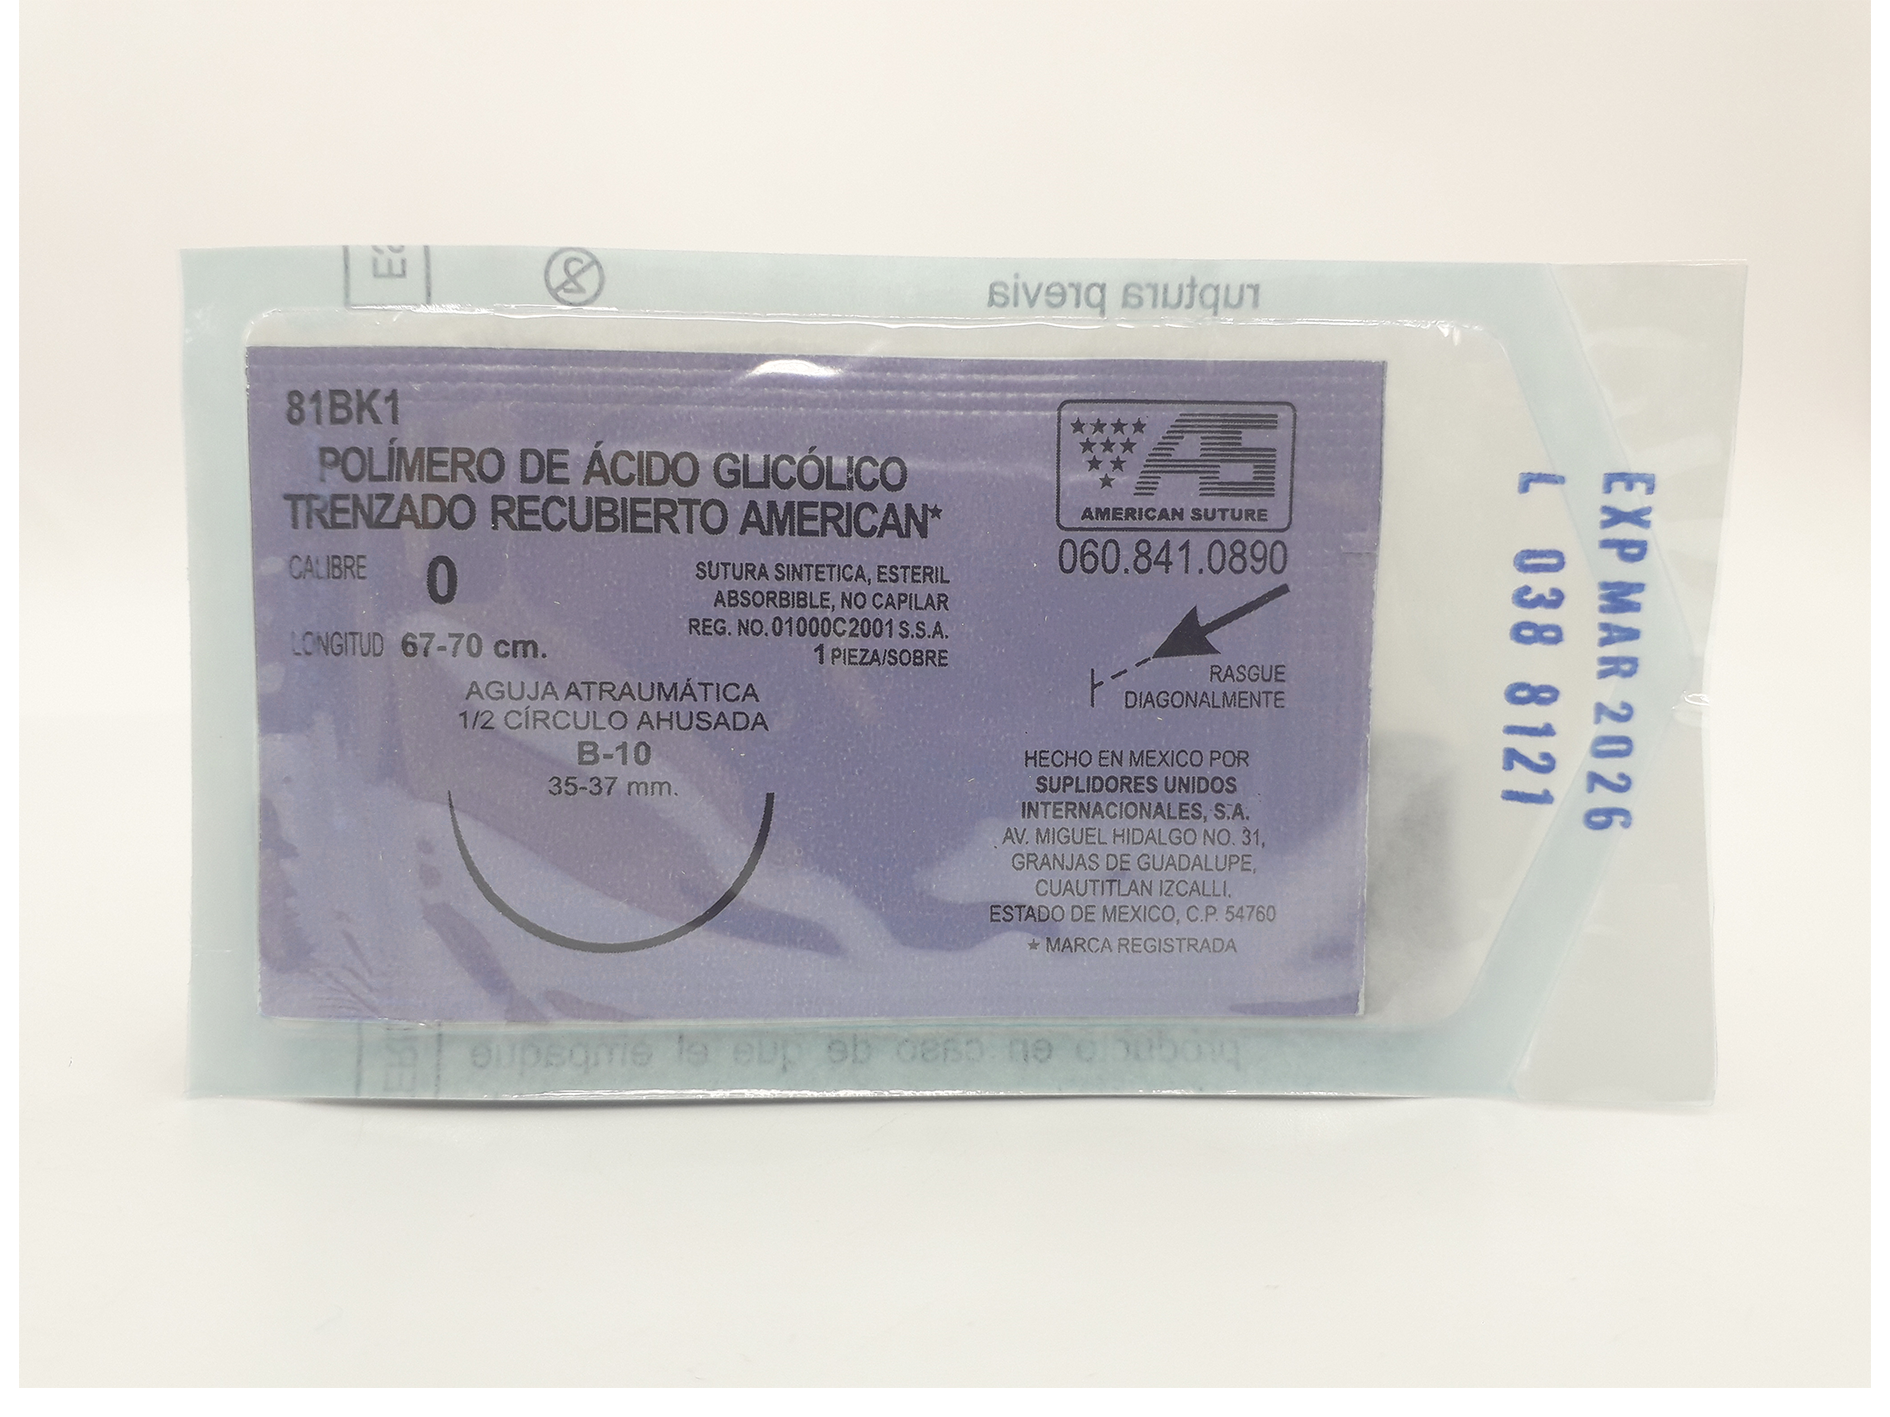 ruptura previa
81BK1
POLÍMERO DE ÁCIDO GLICÓLICO
TRENZADO RECUBIERTO AMERICAN*
CALIBRE 0
LONGITUD 67-70 cm.
SUTURA SINTETICA, ESTERIL
ABSORBIBLE, NO CAPILAR
REG. NO. 01000C2001 S.S.A.
1 PIEZA/SOBRE
AGUJA ATRAUMÁTICA
1/2 CÍRCULO AHUSADA
B-10
35-37 mm.
AS
AMERICAN SUTURE
060.841.0890
RASGUE
DIAGONALMENTE
HECHO EN MEXICO POR
SUPLIDORES UNIDOS
INTERNACIONALES, S.A.
AV. MIGUEL HIDALGO NO. 31,
GRANJAS DE GUADALUPE,
CUAUTITLAN IZCALLI,
ESTADO DE MEXICO, C.P. 54760
* MARCA REGISTRADA
EXP MAR 2026
L 038 8121
producto en caso de que el empaque
2